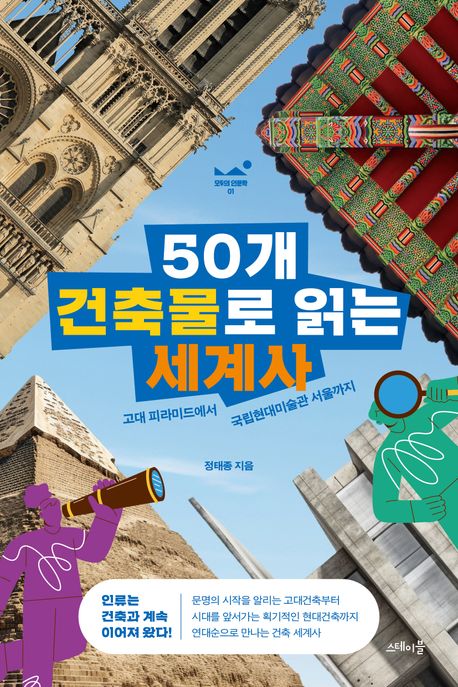 모두의 인문학
01
50개
건축물로 읽는
세계사
고대 피라미드에서 국립현대미술관 서울까지
정태종 지음
인류는
건축과 계속
이어져 왔다!
문명의 시작을 알리는 고대건축부터
시대를 앞서가는 획기적인 현대건축까지
연대순으로 만나는 건축 세계사
스테이블